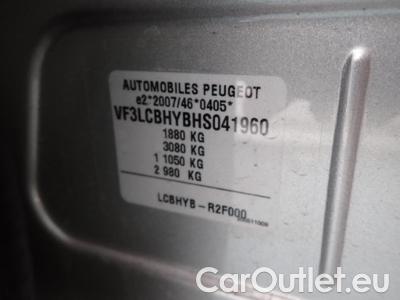 AUTOMOBILES PEUGEOT
e2*2007/46*0405*
VF3LCBHYBHS041960
1880 KG
3080 KG
1 1050 KG
2 980 KG
LCBHYB-R2F000
CarOutlet.eu